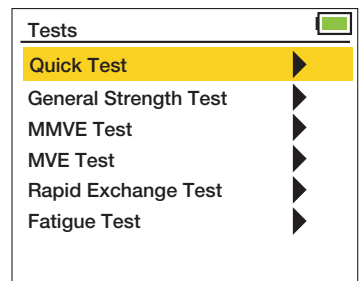 Tests
Quick Test
General Strength Test
MMVE Test
MVE Test
Rapid Exchange Test
Fatigue Test